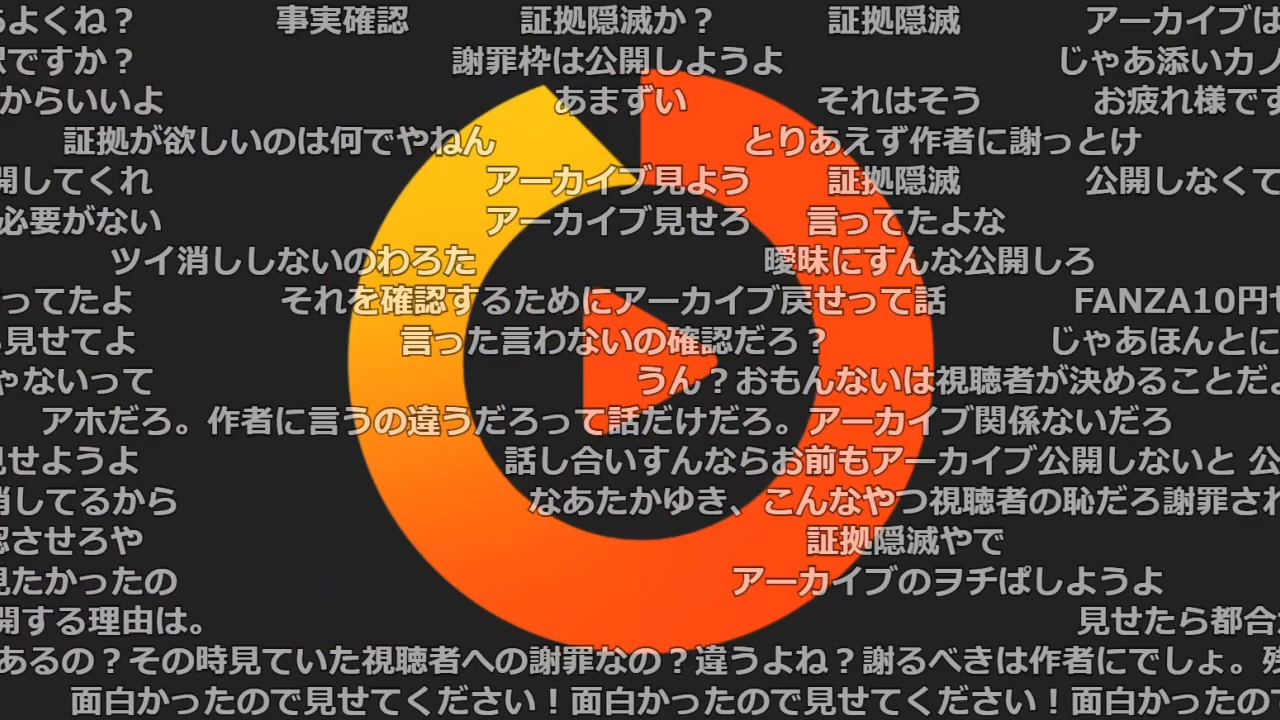 よくね？ 事実確認 証拠隠滅か？ 証拠隠滅 アーカイブは
ですか？ 謝罪枠は公開しようよ じゃあ添いカノ
からいいよ あまずい それはそう お疲れ様です
証拠が欲しいのは何でやねん とりあえず作者に謝っとけ
開してくれ アーカイブ見よう 証拠隠滅 公開しなくて
必要がない アーカイブ見せろ 言ってたよな
ツイ消ししないのわろた 曖昧にすんな公開しろ
ってたよ それを確認するためにアーカイブ戻せって話 FANZA10円セ
見せてよ 言った言わないの確認だろ？ じゃあほんとに
ゃないって うん？おもんないは視聴者が決めることだよ
アホだろ。作者に言うの違うだろって話だけだろ。アーカイブ関係ないだろ
見せようよ 話し合いすんならお前もアーカイブ公開しないと 公
消してるから なあたかゆき、こんなやつ視聴者の恥だろ謝罪され
認させろや 証拠隠滅やで
見たかったの アーカイブのヲチぱしようよ
開する理由は。 見せたら都合
あるの？その時見ていた視聴者への謝罪なの？違うよね？謝るべきは作者にでしょ。残
面白かったので見せてください！面白かったので見せてください！面白かったので